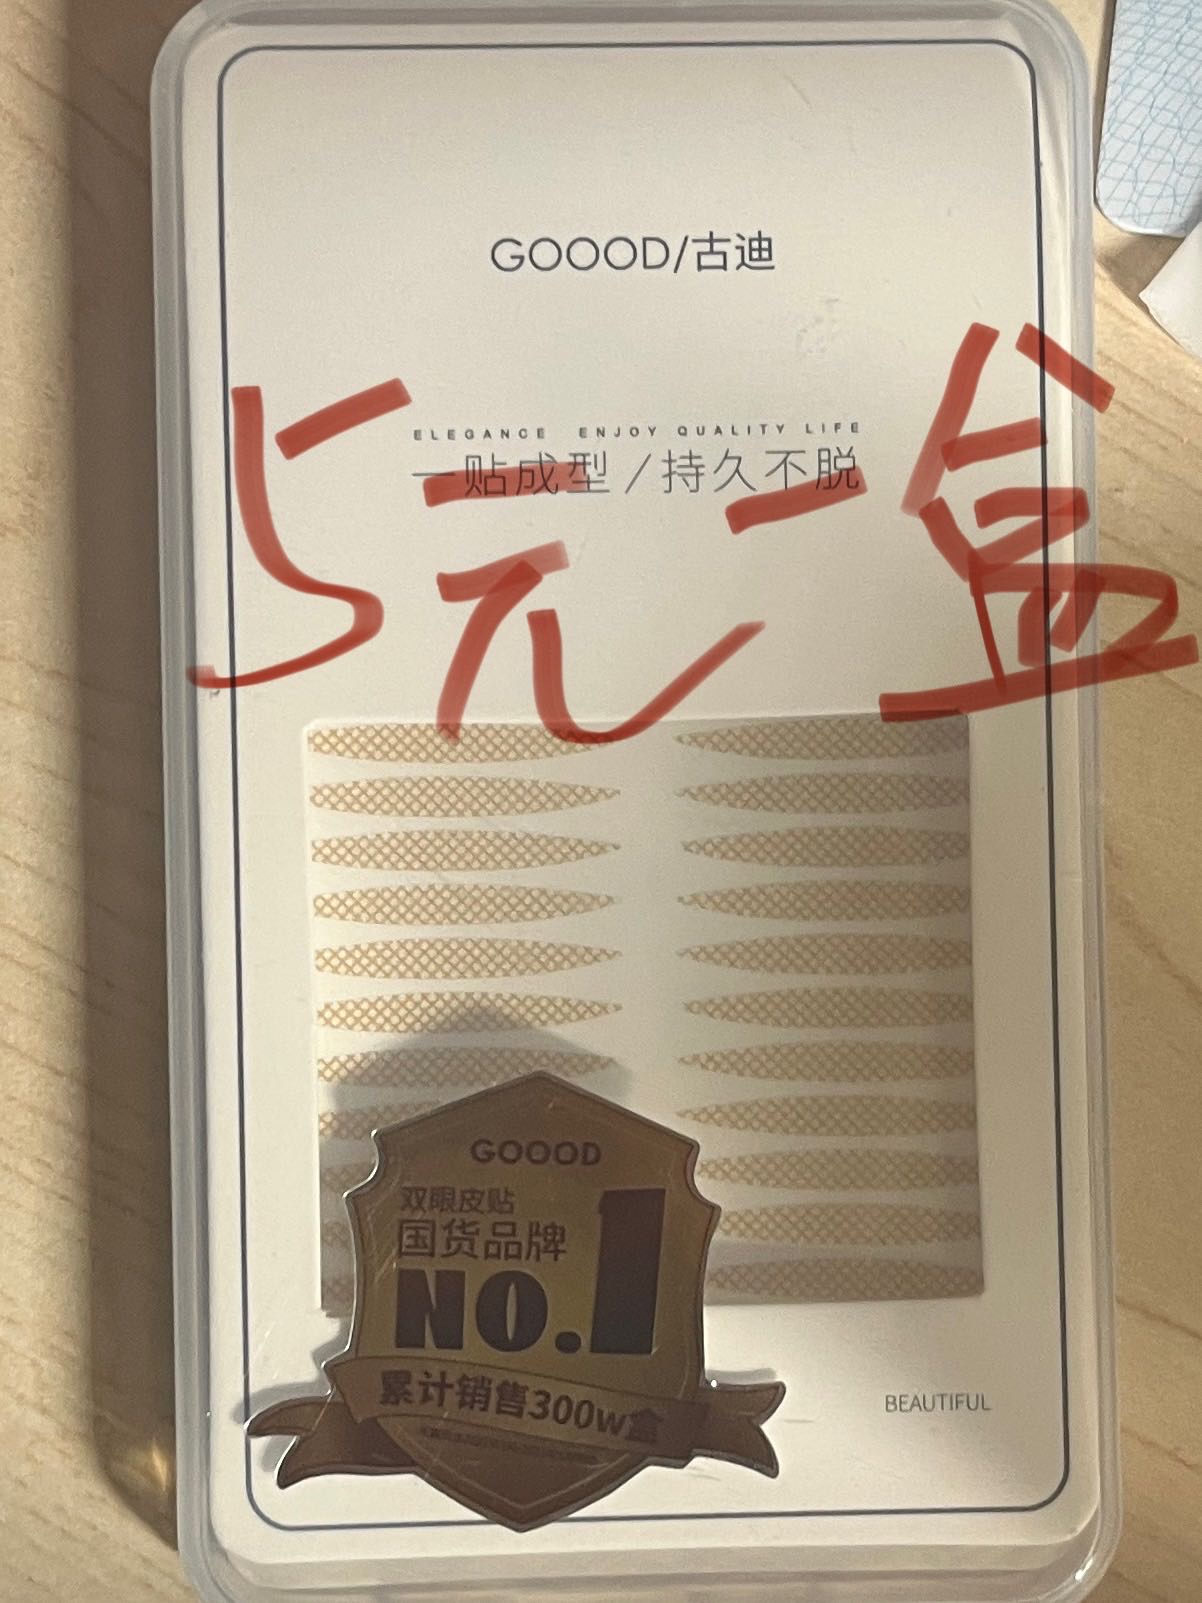 GOOOD/古迪
ELEGANCE ENJOY QUALITY LIFE
一贴成型/持久不脱
5元一盒
GOOOD
双眼皮贴
国货品牌
NO.1
累计销售300w盒
BEAUTIFUL